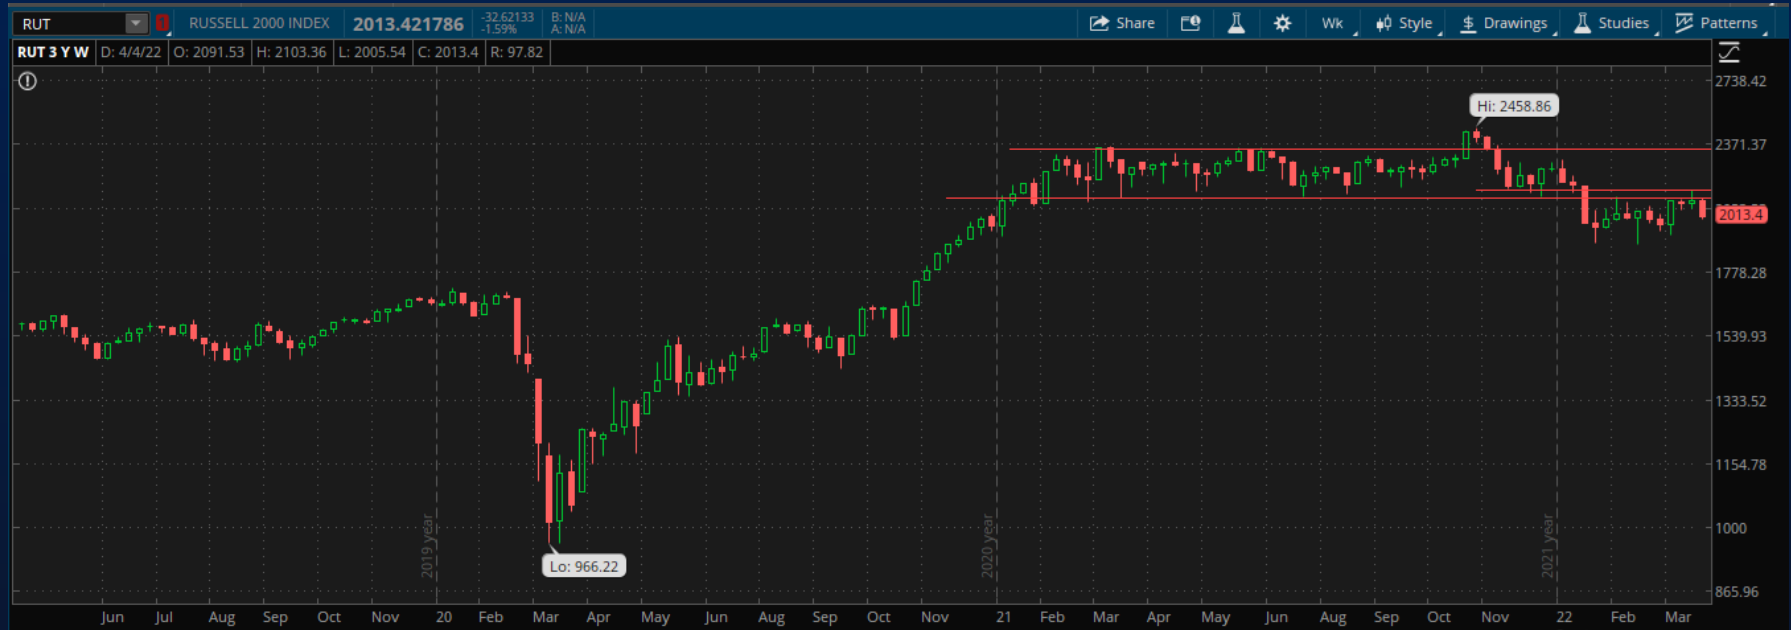 RUT RUSSELL 2000 INDEX 2013.421786 -32.62133 B: N/A Share Wk Style $ Drawings Studies Patterns
-1.59% A: N/A
RUT 3 Y W D: 4/4/22 O: 2091.53 H: 2103.36 L: 2005.54 C: 2013.4 R: 97.82
2738.42
Hi: 2458.86
2371.37
2013.4
1778.28
1539.93
1333.52
1154.78
1000
Lo: 966.22
865.96
2019 year
2020 year
2021 year
Jun Jul Aug Sep Oct Nov 20 Feb Mar Apr May Jun Aug Sep Oct Nov 21 Feb Mar Apr May Jun Aug Sep Oct Nov 22 Feb Mar